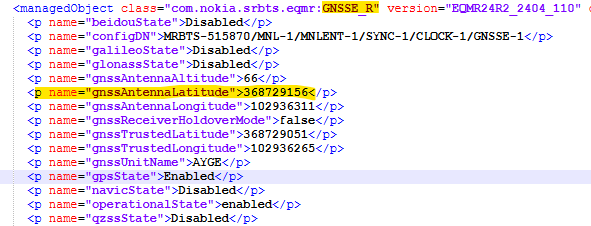 <managedObject class="com.nokia.srbts.eqmr:GNSSE_R" version="EQMR24R2_2404_110"
<p name="beidouState">Disabled</p>
<p name="configDN">MRBTS-515870/MNL-1/MNLENT-1/SYNC-1/CLOCK-1/GNSSE-1</p>
<p name="galileoState">Disabled</p>
<p name="glonassState">Disabled</p>
<p name="gnssAntennaAltitude">66</p>
<p name="gnssAntennaLatitude">368729156</p>
<p name="gnssAntennaLongitude">102936311</p>
<p name="gnssReceiverHoldoverMode">false</p>
<p name="gnssTrustedLatitude">368729051</p>
<p name="gnssTrustedLongitude">102936265</p>
<p name="gnssUnitName">AYGE</p>
<p name="gpsState">Enabled</p>
<p name="navicState">Disabled</p>
<p name="operationalState">enabled</p>
<p name="qzssState">Disabled</p>